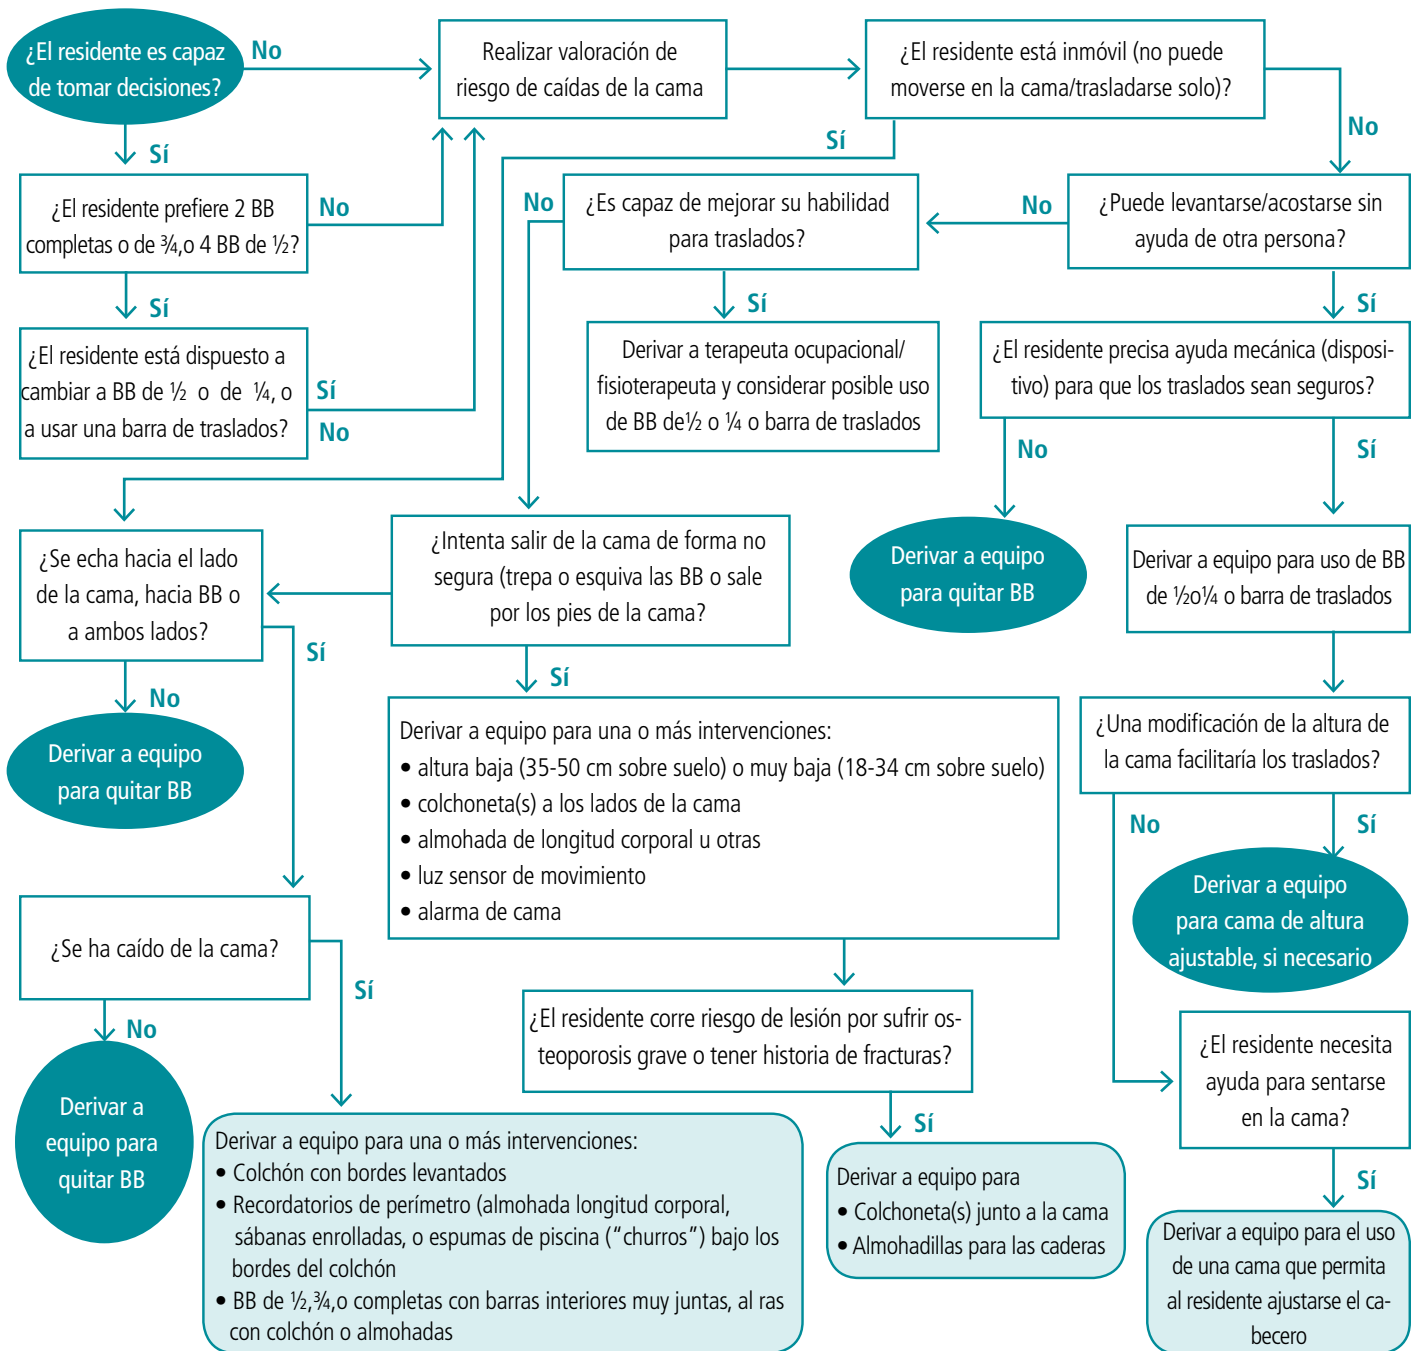 ¿El residente es capaz
de tomar decisiones?
No
Realizar valoración de
riesgo de caídas de la cama
¿El residente está inmóvil (no puede
moverse en la cama/trasladarse solo)?
Sí
Sí
No
¿El residente prefiere 2 BB
completas o de ¾,o 4 BB de ½?
No
No
¿Es capaz de mejorar su habilidad
para traslados?
No
¿Puede levantarse/acostarse sin
ayuda de otra persona?
Sí
Sí
Sí
¿El residente está dispuesto a
cambiar a BB de ½ o de ¼, o
a usar una barra de traslados?
Sí
No
Derivar a terapeuta ocupacional/
fisioterapeuta y considerar posible uso
de BB de½ o ¼ o barra de traslados
¿El residente precisa ayuda mecánica (disposi-
tivo) para que los traslados sean seguros?
No
Sí
¿Se echa hacia el lado
de la cama, hacia BB o
a ambos lados?
¿Intenta salir de la cama de forma no
segura (trepa o esquiva las BB o sale
por los pies de la cama?
Derivar a equipo
para quitar BB
Derivar a equipo para uso de BB
de ½o¼ o barra de traslados
Sí
No
Sí
Derivar a equipo
para quitar BB
Derivar a equipo para una o más intervenciones:
• altura baja (35-50 cm sobre suelo) o muy baja (18-34 cm sobre suelo)
• colchoneta(s) a los lados de la cama
• almohada de longitud corporal u otras
• luz sensor de movimiento
• alarma de cama
¿Una modificación de la altura de
la cama facilitaría los traslados?
No
Sí
Derivar a equipo
para cama de altura
ajustable, si necesario
¿Se ha caído de la cama?
Sí
No
¿El residente corre riesgo de lesión por sufrir os-
teoporosis grave o tener historia de fracturas?
¿El residente necesita
ayuda para sentarse
en la cama?
Derivar a
equipo para
quitar BB
Derivar a equipo para una o más intervenciones:
• Colchón con bordes levantados
• Recordatorios de perímetro (almohada longitud corporal,
sábanas enrolladas, o espumas de piscina ("churros") bajo los
bordes del colchón
• BB de ½,¾,o completas con barras interiores muy juntas, al ras
con colchón o almohadas
Sí
Derivar a equipo para
• Colchoneta(s) junto a la cama
• Almohadillas para las caderas
Sí
Derivar a equipo para el uso
de una cama que permita
al residente ajustarse el ca-
becero